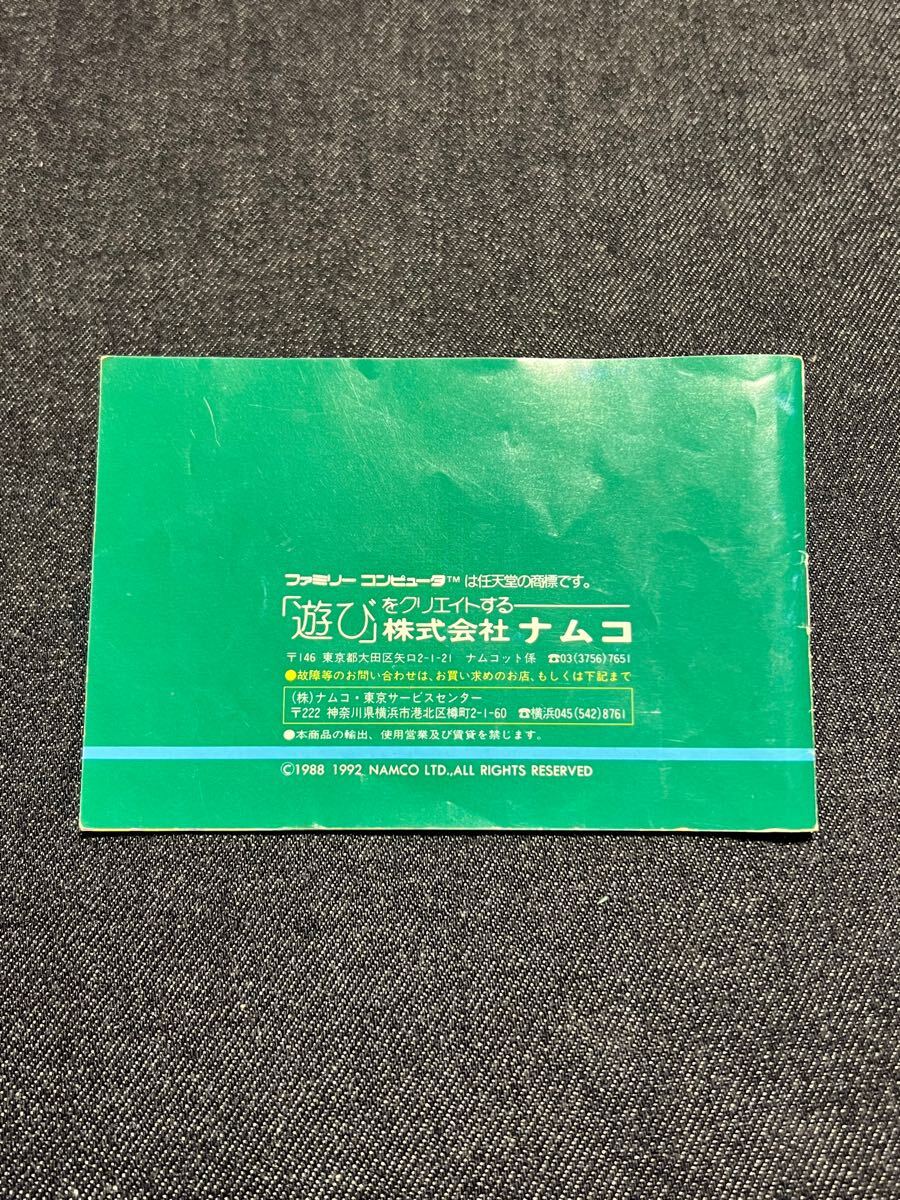 ファミリー コンピュータ™は任天堂の商標です。
「遊び」をクリエイトする――
株式会社 ナムコ
〒146 東京都大田区矢口2-1-21 ナムコット係 ☎03(3756)7651
●故障等のお問い合わせは、お買い求めのお店、もしくは下記まで
(株)ナムコ・東京サービスセンター
〒222 神奈川県横浜市港北区樽町2-1-60 ☎横浜045(542)8761
●本商品の輸出、使用営業及び賃貸を禁じます。
©1988 1992 NAMCO LTD.,ALL RIGHTS RESERVED